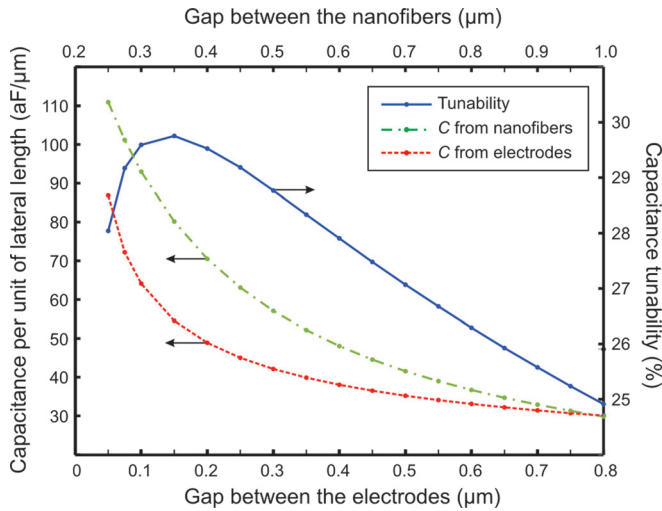 Gap between the nanofibers (µm)
0.2 0.3 0.4 0.5 0.6 0.7 0.8 0.9 1.0
Capacitance per unit of lateral length (aF/µm)
110
100
90
80
70
60
50
40
30
Tunability
C from nanofibers
C from electrodes
30
29
28
27
26
25
Capacitance tunability (%)
0.0 0.1 0.2 0.3 0.4 0.5 0.6 0.7 0.8
Gap between the electrodes (µm)